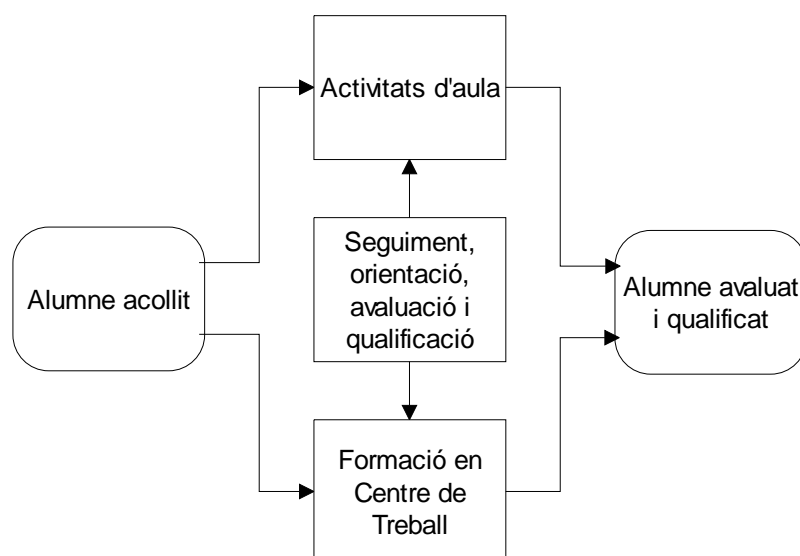 Activitats d'aula
Alumne acollit
Seguiment,
orientació,
avaluació i
qualificació
Alumne avaluat
i qualificat
Formació en
Centre de
Treball